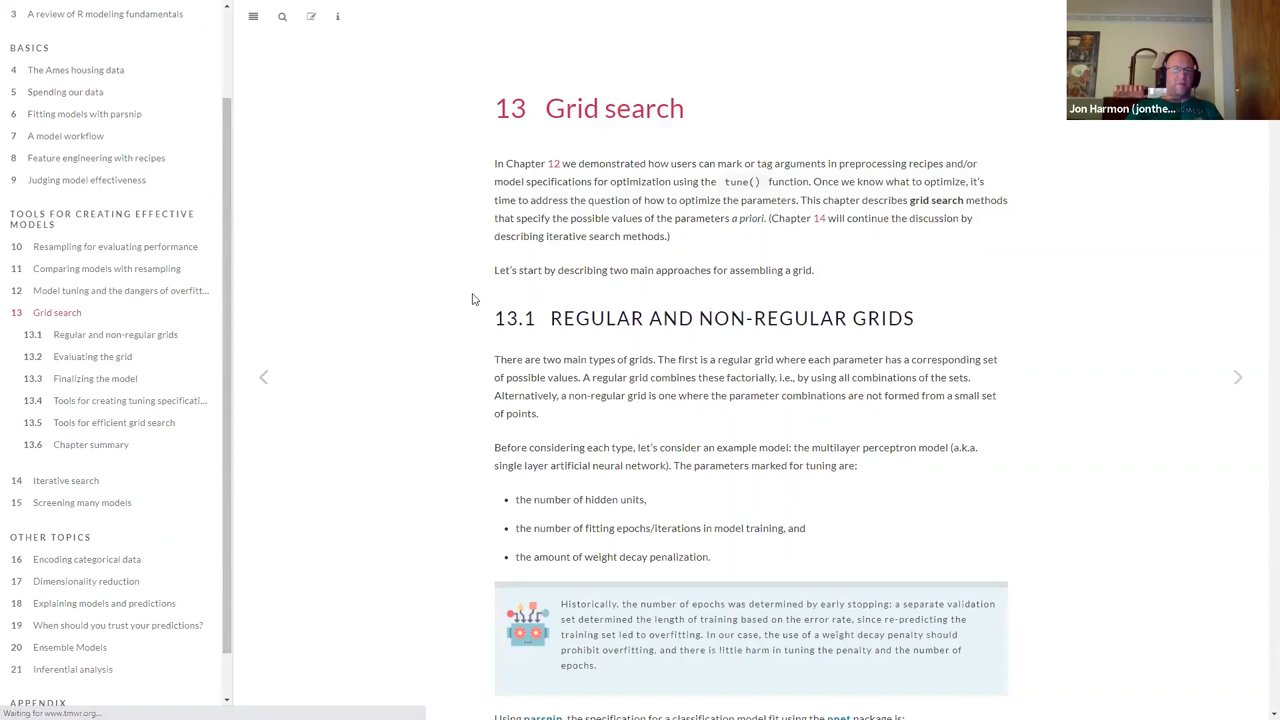 3 A review of R modeling fundamentals
BASICS
4 The Ames housing data
5 Spending our data
6 Fitting models with parsnip
7 A model workflow
8 Feature engineering with recipes
9 Judging model effectiveness
TOOLS FOR CREATING EFFECTIVE
MODELS
10 Resampling for evaluating performance
11 Comparing models with resampling
12 Model tuning and the dangers of overfitt...
13 Grid search
13.1 Regular and non-regular grids
13.2 Evaluating the grid
13.3 Finalizing the model
13.4 Tools for creating tuning specificati...
13.5 Tools for efficient grid search
13.6 Chapter summary
14 Iterative search
15 Screening many models
OTHER TOPICS
16 Encoding categorical data
17 Dimensionality reduction
18 Explaining models and predictions
19 When should you trust your predictions?
20 Ensemble Models
21 Inferential analysis
APPENDIX
Waiting for www.tmwr.org...
13 Grid search
In Chapter 12 we demonstrated how users can mark or tag arguments in preprocessing recipes and/or
model specifications for optimization using the tune() function. Once we know what to optimize, it's
time to address the question of how to optimize the parameters. This chapter describes grid search methods
that specify the possible values of the parameters a priori. (Chapter 14 will continue the discussion by
describing iterative search methods.)
Let's start by describing two main approaches for assembling a grid.
13.1 REGULAR AND NON-REGULAR GRIDS
There are two main types of grids. The first is a regular grid where each parameter has a corresponding set
of possible values. A regular grid combines these factorially, i.e., by using all combinations of the sets.
Alternatively, a non-regular grid is one where the parameter combinations are not formed from a small set
of points.
Before considering each type, let's consider an example model: the multilayer perceptron model (a.k.a.
single layer artificial neural network). The parameters marked for tuning are:
• the number of hidden units,
• the number of fitting epochs/iterations in model training, and
• the amount of weight decay penalization.
Historically, the number of epochs was determined by early stopping; a separate validation
set determined the length of training based on the error rate, since re-predicting the
training set led to overfitting. In our case, the use of a weight decay penalty should
prohibit overfitting, and there is little harm in tuning the penalty and the number of
epochs.
Using parsnip, the specification for a classification model fit using the nnet package is:
Jon Harmon (jonthe...